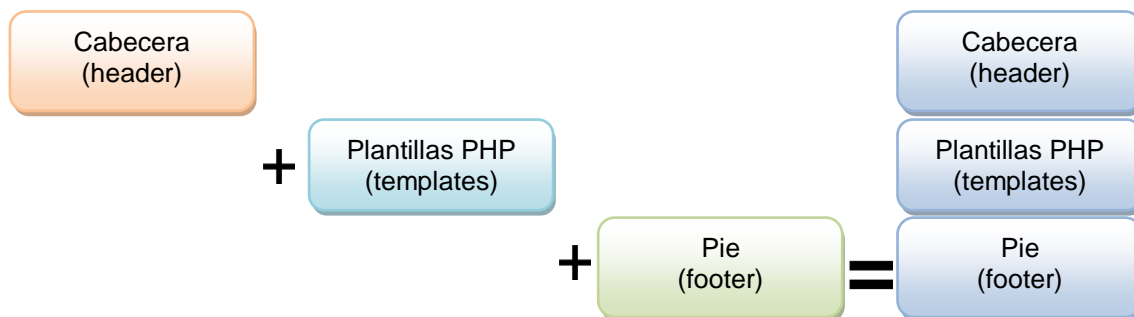 Cabecera
(header)
+
Plantillas PHP
(templates)
+
Pie
(footer)
=
Cabecera
(header)
Plantillas PHP
(templates)
Pie
(footer)